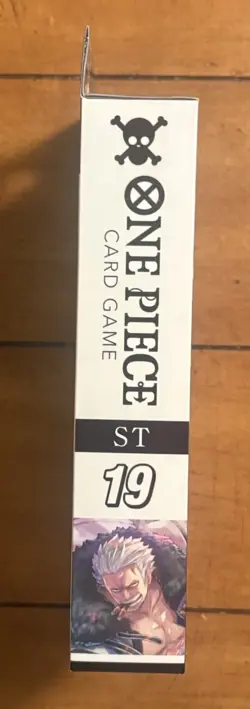 ONE PIECE
CARD GAME
ST
19